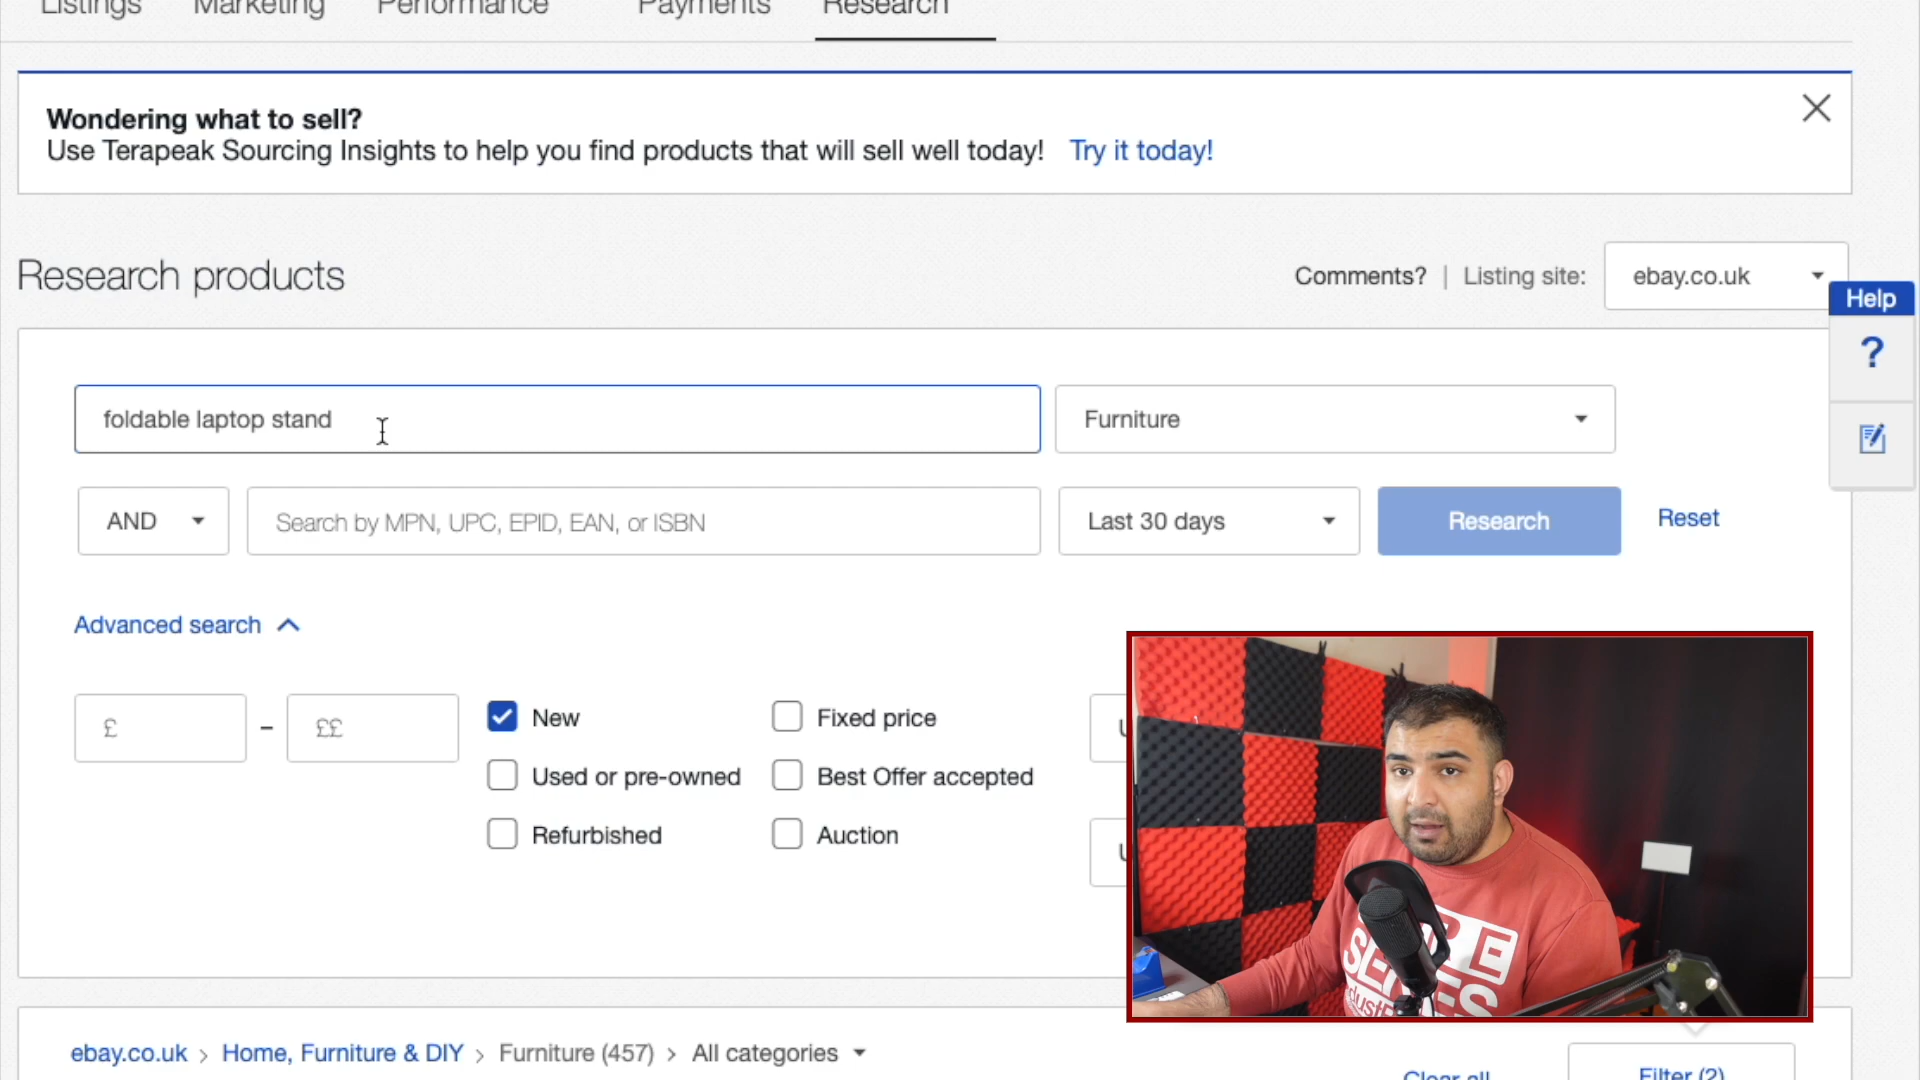 Listings Marketing Performance Payments Research
Wondering what to sell?
Use Terapeak Sourcing Insights to help you find products that will sell well today! Try it today!
Research products
Comments? | Listing site: ebay.co.uk
Help
?
foldable laptop stand
Furniture
AND
Search by MPN, UPC, EPID, EAN, or ISBN
Last 30 days
Research
Reset
Advanced search
£ – ££
New
Fixed price
Used or pre-owned
Best Offer accepted
Refurbished
Auction
ebay.co.uk > Home, Furniture & DIY > Furniture (457) > All categories
Clear all
Filter (2)